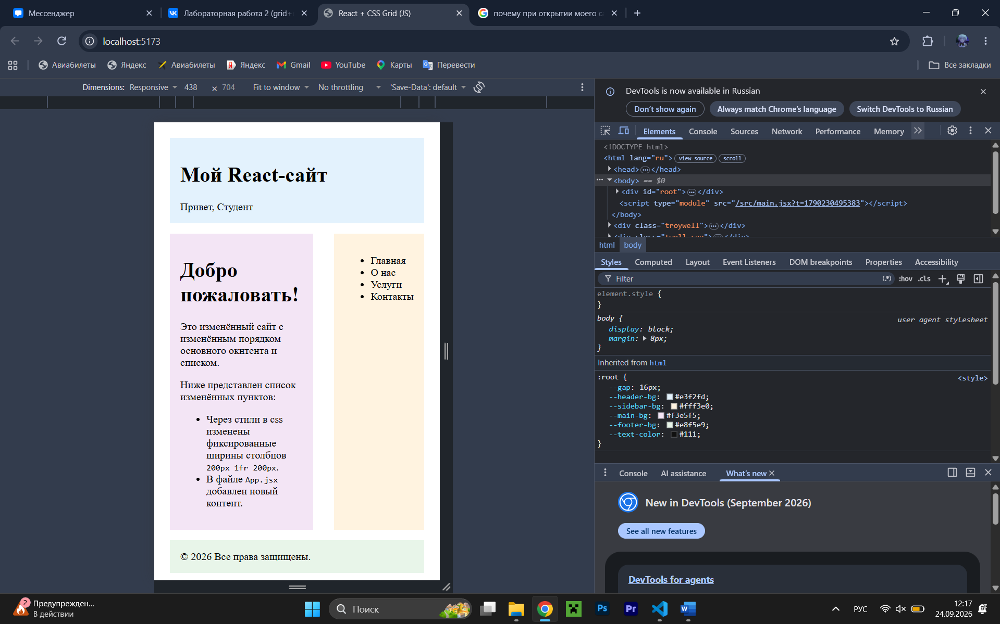 Мессенджер
Лабораторная работа 2 (grid+
React + CSS Grid (JS)
почему при открытии моего са
localhost:5173
Авиабилеты
Яндекс
Авиабилеты
Яндекс
Gmail
YouTube
Карты
Перевести
Все закладки
Dimensions: Responsive 438 × 704 Fit to window No throttling 'Save-Data': default
Мой React-сайт
Привет, Студент
Добро
пожаловать!
Это изменённый сайт с
изменённым порядком
основного окнтента и
списком.
Ниже представлен список
изменённых пунктов:
• Через стили в css
изменены
фиксированные
ширины столбцов
200px 1fr 200px.
• В файле App.jsx
добавлен новый
контент.
• Главная
• О нас
• Услуги
• Контакты
© 2026 Все права защищены.
DevTools is now available in Russian
Don't show again
Always match Chrome's language
Switch DevTools to Russian
Elements Console Sources Network Performance Memory
<!DOCTYPE html>
<html lang="ru"> view-source scroll
<head> … </head>
<body> == $0
<div id="root"> … </div>
<script type="module" src="/src/main.jsx?t=1790230495383"></script>
</body>
<div class="troywell"> … </div>
html body
Styles Computed Layout Event Listeners DOM breakpoints Properties Accessibility
Filter (.*) :hov .cls
element.style {
}
body { user agent stylesheet
display: block;
margin: 8px;
}
Inherited from html
:root { <style>
--gap: 16px;
--header-bg: #e3f2fd;
--sidebar-bg: #fff3e0;
--main-bg: #f3e5f5;
--footer-bg: #e8f5e9;
--text-color: #111;
}
Console AI assistance What's new
New in DevTools (September 2026)
See all new features
DevTools for agents
2
Предупрежден...
В действии
Поиск
Ps
Pr
W
РУС
12:17
24.09.2026